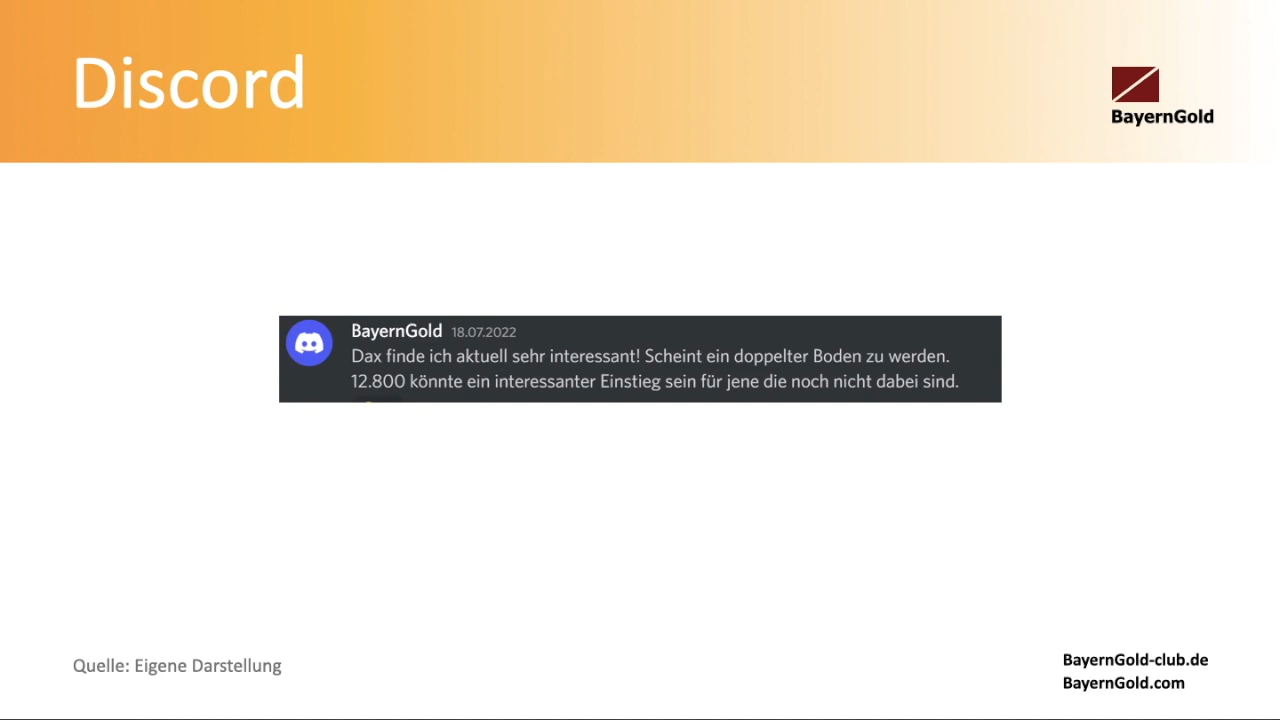 Discord
BayernGold
BayernGold 18.07.2022
Dax finde ich aktuell sehr interessant! Scheint ein doppelter Boden zu werden.
12.800 könnte ein interessanter Einstieg sein für jene die noch nicht dabei sind.
Quelle: Eigene Darstellung
BayernGold-club.de
BayernGold.com